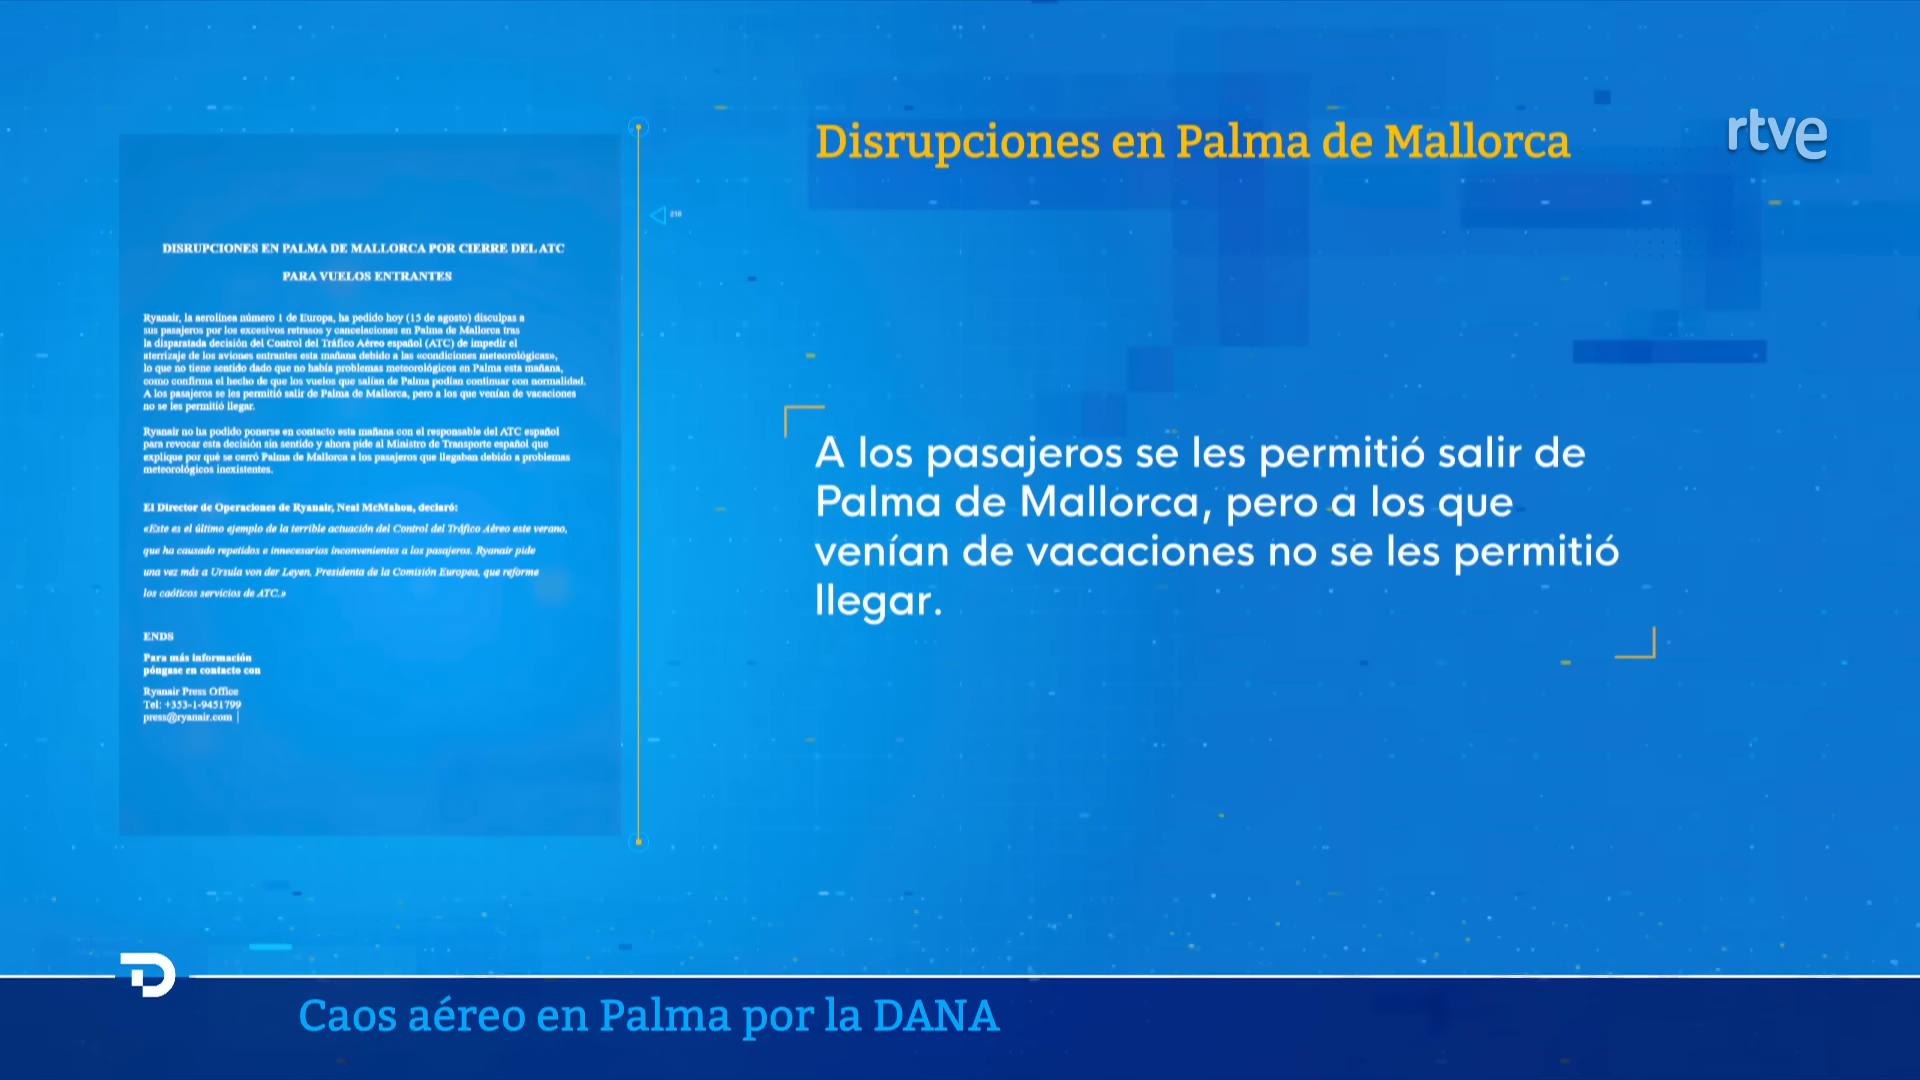 Disrupciones en Palma de Mallorca
rtve
218
DISRUPCIONES EN PALMA DE MALLORCA POR CIERRE DEL ATC
PARA VUELOS ENTRANTES
Ryanair, la aerolínea número 1 de Europa, ha pedido hoy (15 de agosto) disculpas a
sus pasajeros por los excesivos retrasos y cancelaciones en Palma de Mallorca tras
la disparatada decisión del Control del Tráfico Aéreo español (ATC) de impedir el
aterrizaje de los aviones entrantes esta mañana debido a las «condiciones meteorológicas»,
lo que no tiene sentido dado que no había problemas meteorológicos en Palma esta mañana,
como confirma el hecho de que los vuelos que salían de Palma podían continuar con normalidad.
A los pasajeros se les permitió salir de Palma de Mallorca, pero a los que venían de vacaciones
no se les permitió llegar.
Ryanair no ha podido ponerse en contacto esta mañana con el responsable del ATC español
para revocar esta decisión sin sentido y ahora pide al Ministro de Transporte español que
explique por qué se cerró Palma de Mallorca a los pasajeros que llegaban debido a problemas
meteorológicos inexistentes.
El Director de Operaciones de Ryanair, Neal McMahon, declaró:
«Este es el último ejemplo de la terrible actuación del Control del Tráfico Aéreo este verano,
que ha causado repetidos e innecesarios inconvenientes a los pasajeros. Ryanair pide
una vez más a Ursula von der Leyen, Presidenta de la Comisión Europea, que reforme
los caóticos servicios de ATC.»
ENDS
Para más información
póngase en contacto con
Ryanair Press Office
Tel: +353-1-9451799
press@ryanair.com
A los pasajeros se les permitió salir de
Palma de Mallorca, pero a los que
venían de vacaciones no se les permitió
llegar.
Caos aéreo en Palma por la DANA